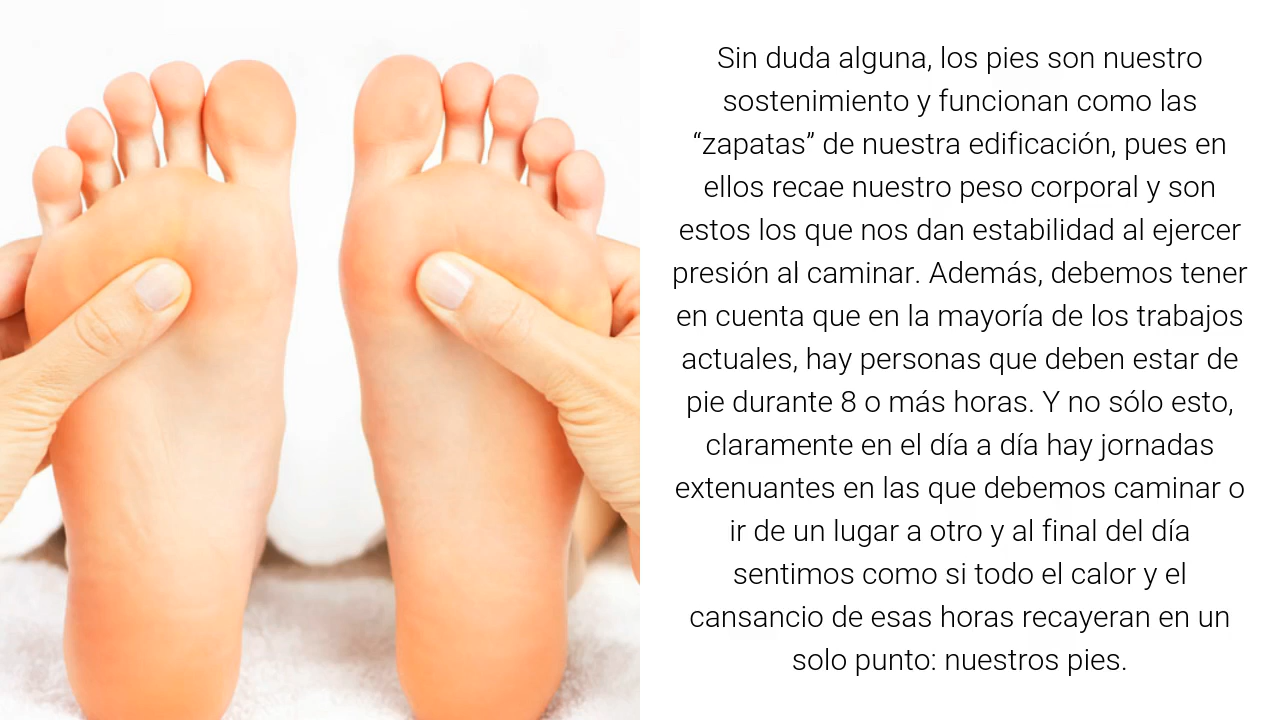 Sin duda alguna, los pies son nuestro
sostenimiento y funcionan como las
“zapatas” de nuestra edificación, pues en
ellos recae nuestro peso corporal y son
estos los que nos dan estabilidad al ejercer
presión al caminar. Además, debemos tener
en cuenta que en la mayoría de los trabajos
actuales, hay personas que deben estar de
pie durante 8 o más horas. Y no sólo esto,
claramente en el día a día hay jornadas
extenuantes en las que debemos caminar o
ir de un lugar a otro y al final del día
sentimos como si todo el calor y el
cansancio de esas horas recayeran en un
solo punto: nuestros pies.